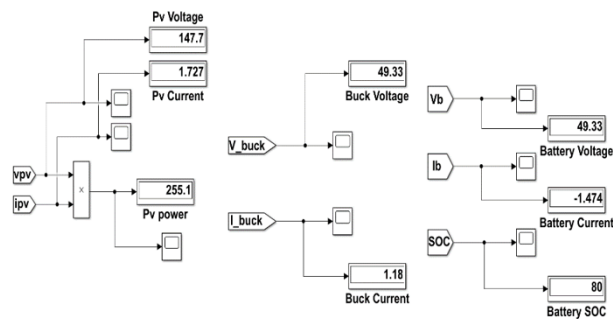 Pv Voltage
147.7
1.727
Pv Current
vpv
ipv
x
255.1
Pv power
49.33
Buck Voltage
V_buck
I_buck
1.18
Buck Current
Vb
49.33
Battery Voltage
Ib
-1.474
Battery Current
SOC
80
Battery SOC